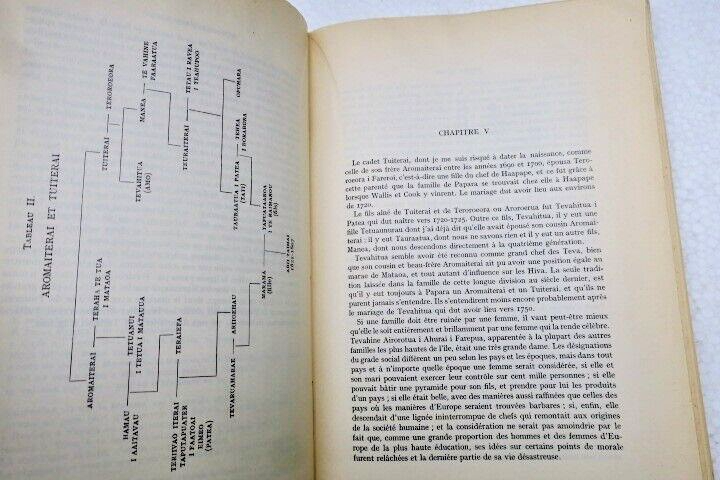 TABLEAU II
AROMAITERAI ET TUITERAI
AROMAITERAI
TERAHA TE TUA
I MATAOA
TUITERAI
TEROROEORA
HAMAU
I AAITAVAU
TETUANUI
I TETUA I MATAUUA
TEVAHITUA
(AMO)
MANEA
TE VAHINE
FAARAATUA
TERIIVAO ITERAI
TAPUTAPUATER
I FAATOAI
EIMEO
(PATEA)
TERAIEFA
TEURAITERAI
TETAU I RAVEA
I TEAHUPOO
TEVARUAMARAE
ARIIOEHAU
TAURAATUA I PATEA
(TATI)
OPUHARA
MARAMA
CHAPITRE V
Le cadet Tuiterai, dont je me suis risqué à dater la naissance, comme
celle de son frère Aromaiterai entre les années 1690 et 1700, épousa Tero-
roeora i Fareroi, c'est-à-dire une fille du chef de Haapape, et ce fut grâce à
cette parenté que la famille de Papara se trouvait chez elle à Haapape
lorsque Wallis et Cook y vinrent. Le mariage dut avoir lieu aux environs
de 1720.
Le fils aîné de Tuiterai et de Teroroeora ou Aroroerua fut Tevahitua i
Patea qui dut naître vers 1720-1725. Outre ce fils, Tevahitua, il y eut une
fille Tetuaunurau dont j'ai déjà dit qu'elle avait épousé son cousin Aromai-
terai ; il y eut Tauraatua, dont nous ne savons rien et il y eut un autre fils,
Manea, dont nous descendons directement à la quatrième génération.
Tevahitua semble avoir été reconnu comme grand chef des Teva, bien
que son cousin et beau-frère Aromaiterai ait pu avoir une position égale au
marae de Mataoa, et tout autant d'influence sur les Hiva. La seule tradi-
tion laissée dans la famille de cette longue division au siècle dernier, est
qu'il y eut toujours à Papara un Aromaiterai et un Tuiterai, et qu'ils ne
purent jamais s'entendre. Ils s'entendirent moins encore probablement après
le mariage de Tevahitua qui dut avoir lieu vers 1750.
Si une famille doit être ruinée par une femme, il vaut peut-être mieux
qu'elle le soit entièrement et brillamment par une femme qui la rende célèbre.
Tevahine Airorotua i Ahurai i Farepua, apparentée à la plupart des autres
familles les plus hautes de l'île, était une très grande dame. Les désignations
du grade social diffèrent un peu selon les pays et les époques, mais dans tout
pays et à n'importe quelle époque une femme serait considérée, si elle et
son mari pouvaient exercer leur contrôle sur cent mille personnes ; si elle
pouvait bâtir une pyramide pour son fils, et prendre pour lui les produits
d'un pays ; si elle était belle, avec des manières aussi raffinées que celles des
pays où les manières d'Europe seraient trouvées barbares ; si, enfin, elle
descendait d'une lignée ininterrompue de chefs qui remontait aux origines
de la société humaine ; et la considération ne serait pas amoindrie par le
fait que, comme une grande proportion des hommes et des femmes d'Eu-
rope de la plus haute éducation, ses idées sur certains points de morale
furent relâchées et la dernière partie de sa vie désastreuse.